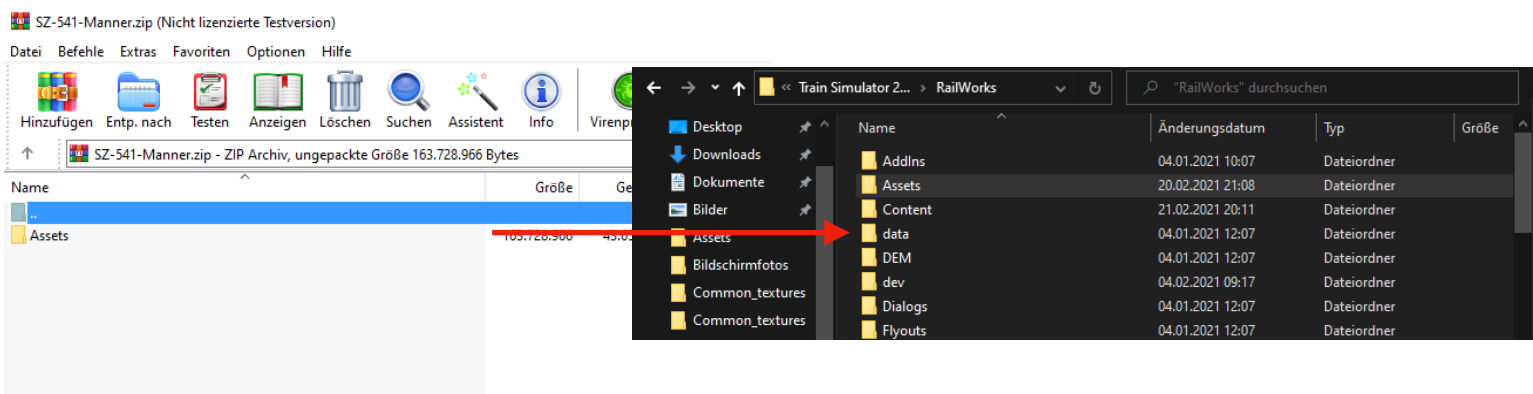 SZ-541-Manner.zip (Nicht lizenzierte Testversion)
Datei Befehle Extras Favoriten Optionen Hilfe
Hinzufügen Entp. nach Testen Anzeigen Löschen Suchen Assistent Info
SZ-541-Manner.zip - ZIP Archiv, ungepackte Größe 163.728.966 Bytes
Name Größe
..
Assets
« Train Simulator 2... › RailWorks
"RailWorks" durchsuchen
Desktop
Downloads
Dokumente
Bilder
Assets
Bildschirmfotos
Common_textures
Common_textures
Name Änderungsdatum Typ Größe
AddIns 04.01.2021 10:07 Dateiordner
Assets 20.02.2021 21:08 Dateiordner
Content 21.02.2021 20:11 Dateiordner
data 04.01.2021 12:07 Dateiordner
DEM 04.01.2021 12:07 Dateiordner
dev 04.02.2021 09:17 Dateiordner
Dialogs 04.01.2021 12:07 Dateiordner
Flyouts 04.01.2021 12:07 Dateiordner